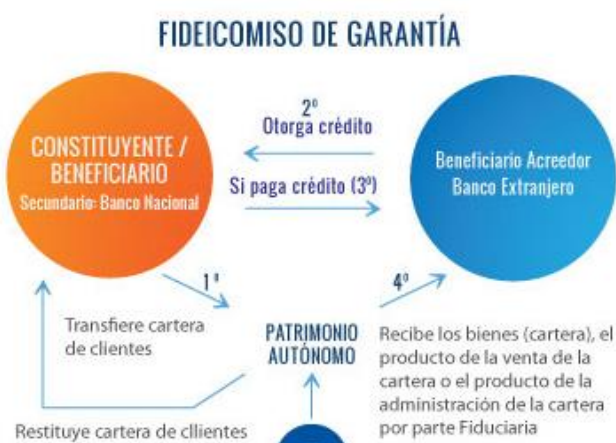 FIDEICOMISO DE GARANTÍA
CONSTITUYENTE /
BENEFICIARIO
Secundario: Banco Nacional
2º
Otorga crédito
Si paga crédito (3º)
Beneficiario Acreedor
Banco Extranjero
1º
4º
Transfiere cartera
de clientes
PATRIMONIO
AUTÓNOMO
Recibe los bienes (cartera), el
producto de la venta de la
cartera o el producto de la
administración de la cartera
por parte Fiduciaria
Restituye cartera de cllientes